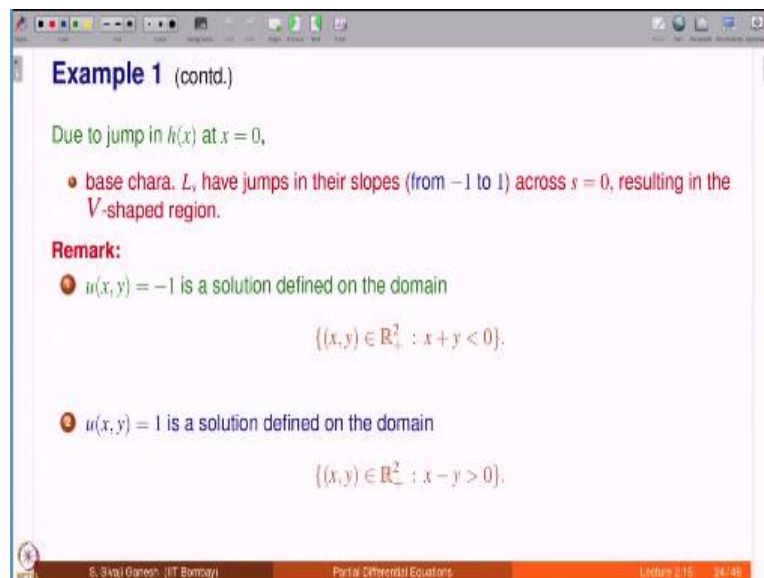 Example 1 (contd.)
Due to jump in h(x) at x = 0,
• base chara. L, have jumps in their slopes (from −1 to 1) across s = 0, resulting in the
V-shaped region.
Remark:
1 u(x, y) = −1 is a solution defined on the domain
{(x, y) ∈ ℝ²₊ : x + y < 0}.
2 u(x, y) = 1 is a solution defined on the domain
{(x, y) ∈ ℝ²₊ : x − y > 0}.
S. Sivaji Ganesh (IIT Bombay) Partial Differential Equations Lecture 2.15 24/46